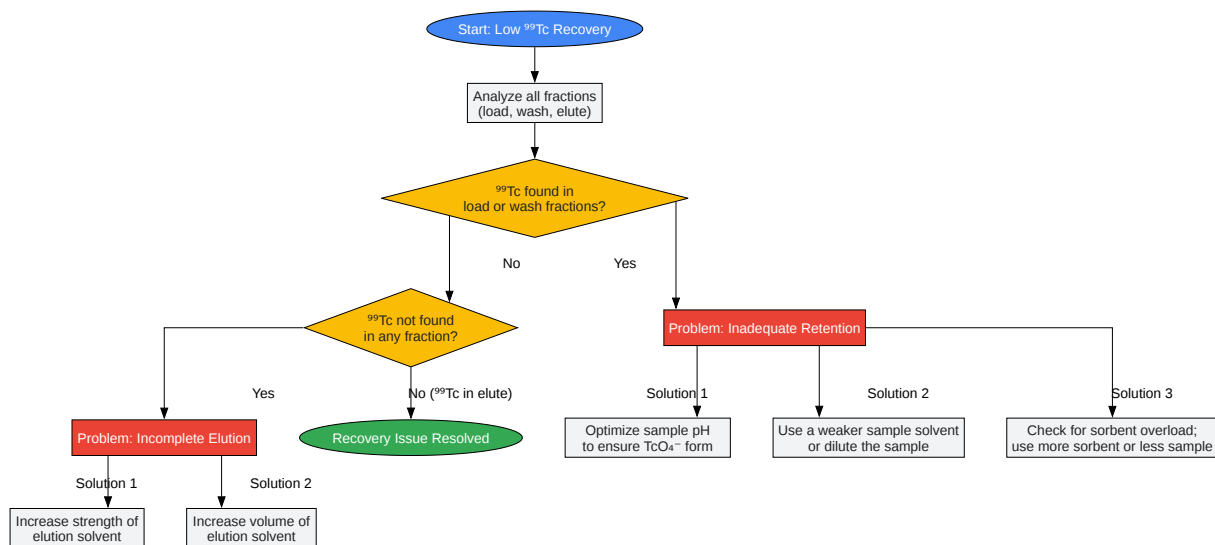 Start: Low ⁹⁹Tc Recovery
Analyze all fractions
(load, wash, elute)
⁹⁹Tc found in
load or wash fractions?
No
Yes
⁹⁹Tc not found
in any fraction?
Problem: Inadequate Retention
Yes
No (⁹⁹Tc in elute)
Solution 1
Solution 2
Solution 3
Problem: Incomplete Elution
Recovery Issue Resolved
Optimize sample pH
to ensure TcO₄⁻ form
Use a weaker sample solvent
or dilute the sample
Check for sorbent overload;
use more sorbent or less sample
Solution 1
Solution 2
Increase strength of
elution solvent
Increase volume of
elution solvent